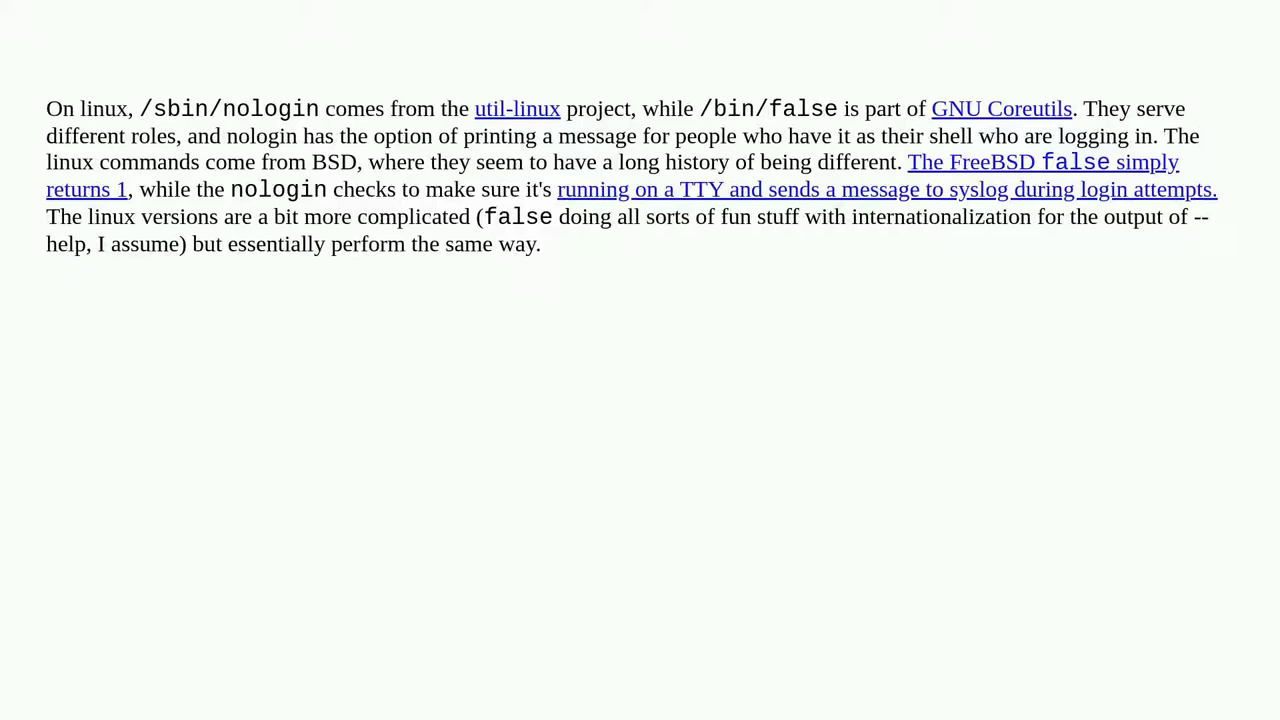 On linux, /sbin/nologin comes from the util-linux project, while /bin/false is part of GNU Coreutils. They serve
different roles, and nologin has the option of printing a message for people who have it as their shell who are logging in. The
linux commands come from BSD, where they seem to have a long history of being different. The FreeBSD false simply
returns 1, while the nologin checks to make sure it's running on a TTY and sends a message to syslog during login attempts.
The linux versions are a bit more complicated (false doing all sorts of fun stuff with internationalization for the output of --
help, I assume) but essentially perform the same way.